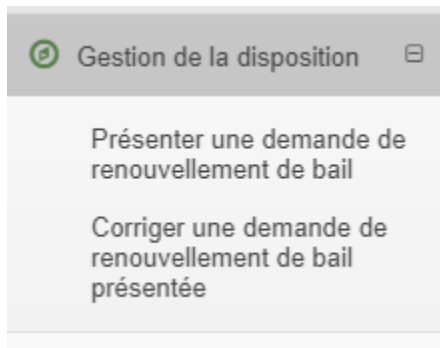 Gestion de la disposition
Présenter une demande de
renouvellement de bail
Corriger une demande de
renouvellement de bail
présentée